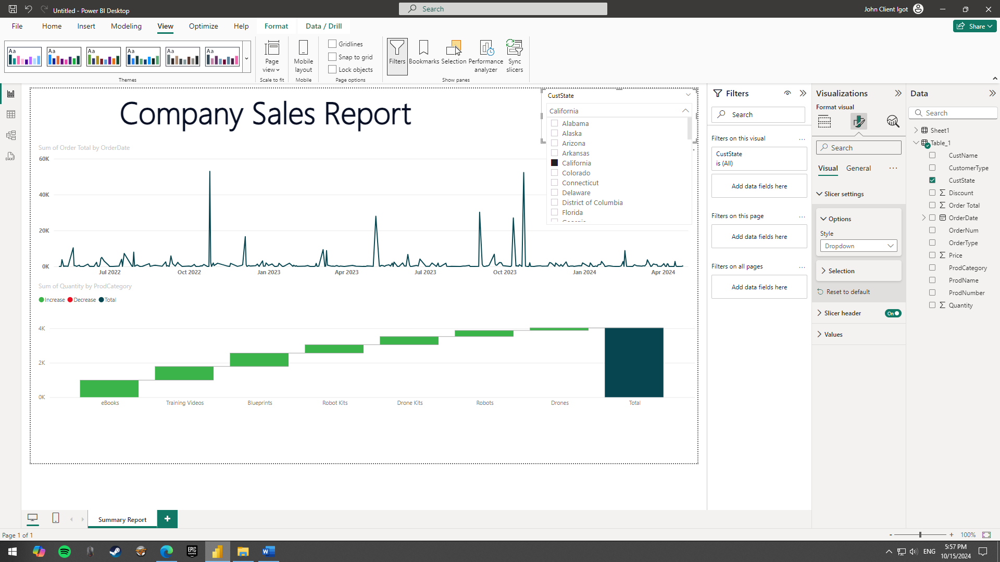 Untitled - Power BI Desktop
Search
John Client Igot
File
Home
Insert
Modeling
View
Optimize
Help
Format
Data / Drill
Share
Aa
Aa
Aa
Aa
Aa
Aa
Themes
Page view
Scale to fit
Mobile layout
Mobile
Gridlines
Snap to grid
Lock objects
Page options
Filters
Bookmarks
Selection
Performance analyzer
Sync slicers
Show panes
DAX
Company Sales Report
CustState
California
Alabama
Alaska
Arizona
Arkansas
California
Colorado
Connecticut
Delaware
District of Columbia
Florida
Georgia
Sum of Order Total by OrderDate
60K
40K
20K
0K
Jul 2022
Oct 2022
Jan 2023
Apr 2023
Jul 2023
Oct 2023
Jan 2024
Apr 2024
Sum of Quantity by ProdCategory
Increase
Decrease
Total
4K
2K
0K
eBooks
Training Videos
Blueprints
Robot Kits
Drone Kits
Robots
Drones
Total
Filters
Search
Filters on this visual
...
CustState
is (All)
Add data fields here
Filters on this page
...
Add data fields here
Filters on all pages
...
Add data fields here
Visualizations
Format visual
Search
Visual
General
...
Slicer settings
Options
Style
Dropdown
Selection
Reset to default
Slicer header
On
Values
Data
Search
Sheet1
Table_1
CustName
CustomerType
CustState
Discount
Order Total
OrderDate
OrderNum
OrderType
Price
ProdCategory
ProdName
ProdNumber
Quantity
Summary Report
+
Page 1 of 1
-
+
100%
EPIC GAMES
ENG
5:57 PM
10/15/2024